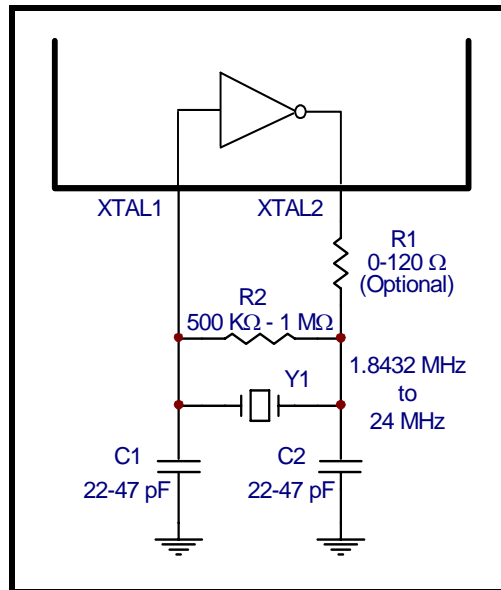 XTAL1
XTAL2
R1
0-120 Ω
(Optional)
R2
500 KΩ - 1 MΩ
Y1
1.8432 MHz
to
24 MHz
C1
22-47 pF
C2
22-47 pF